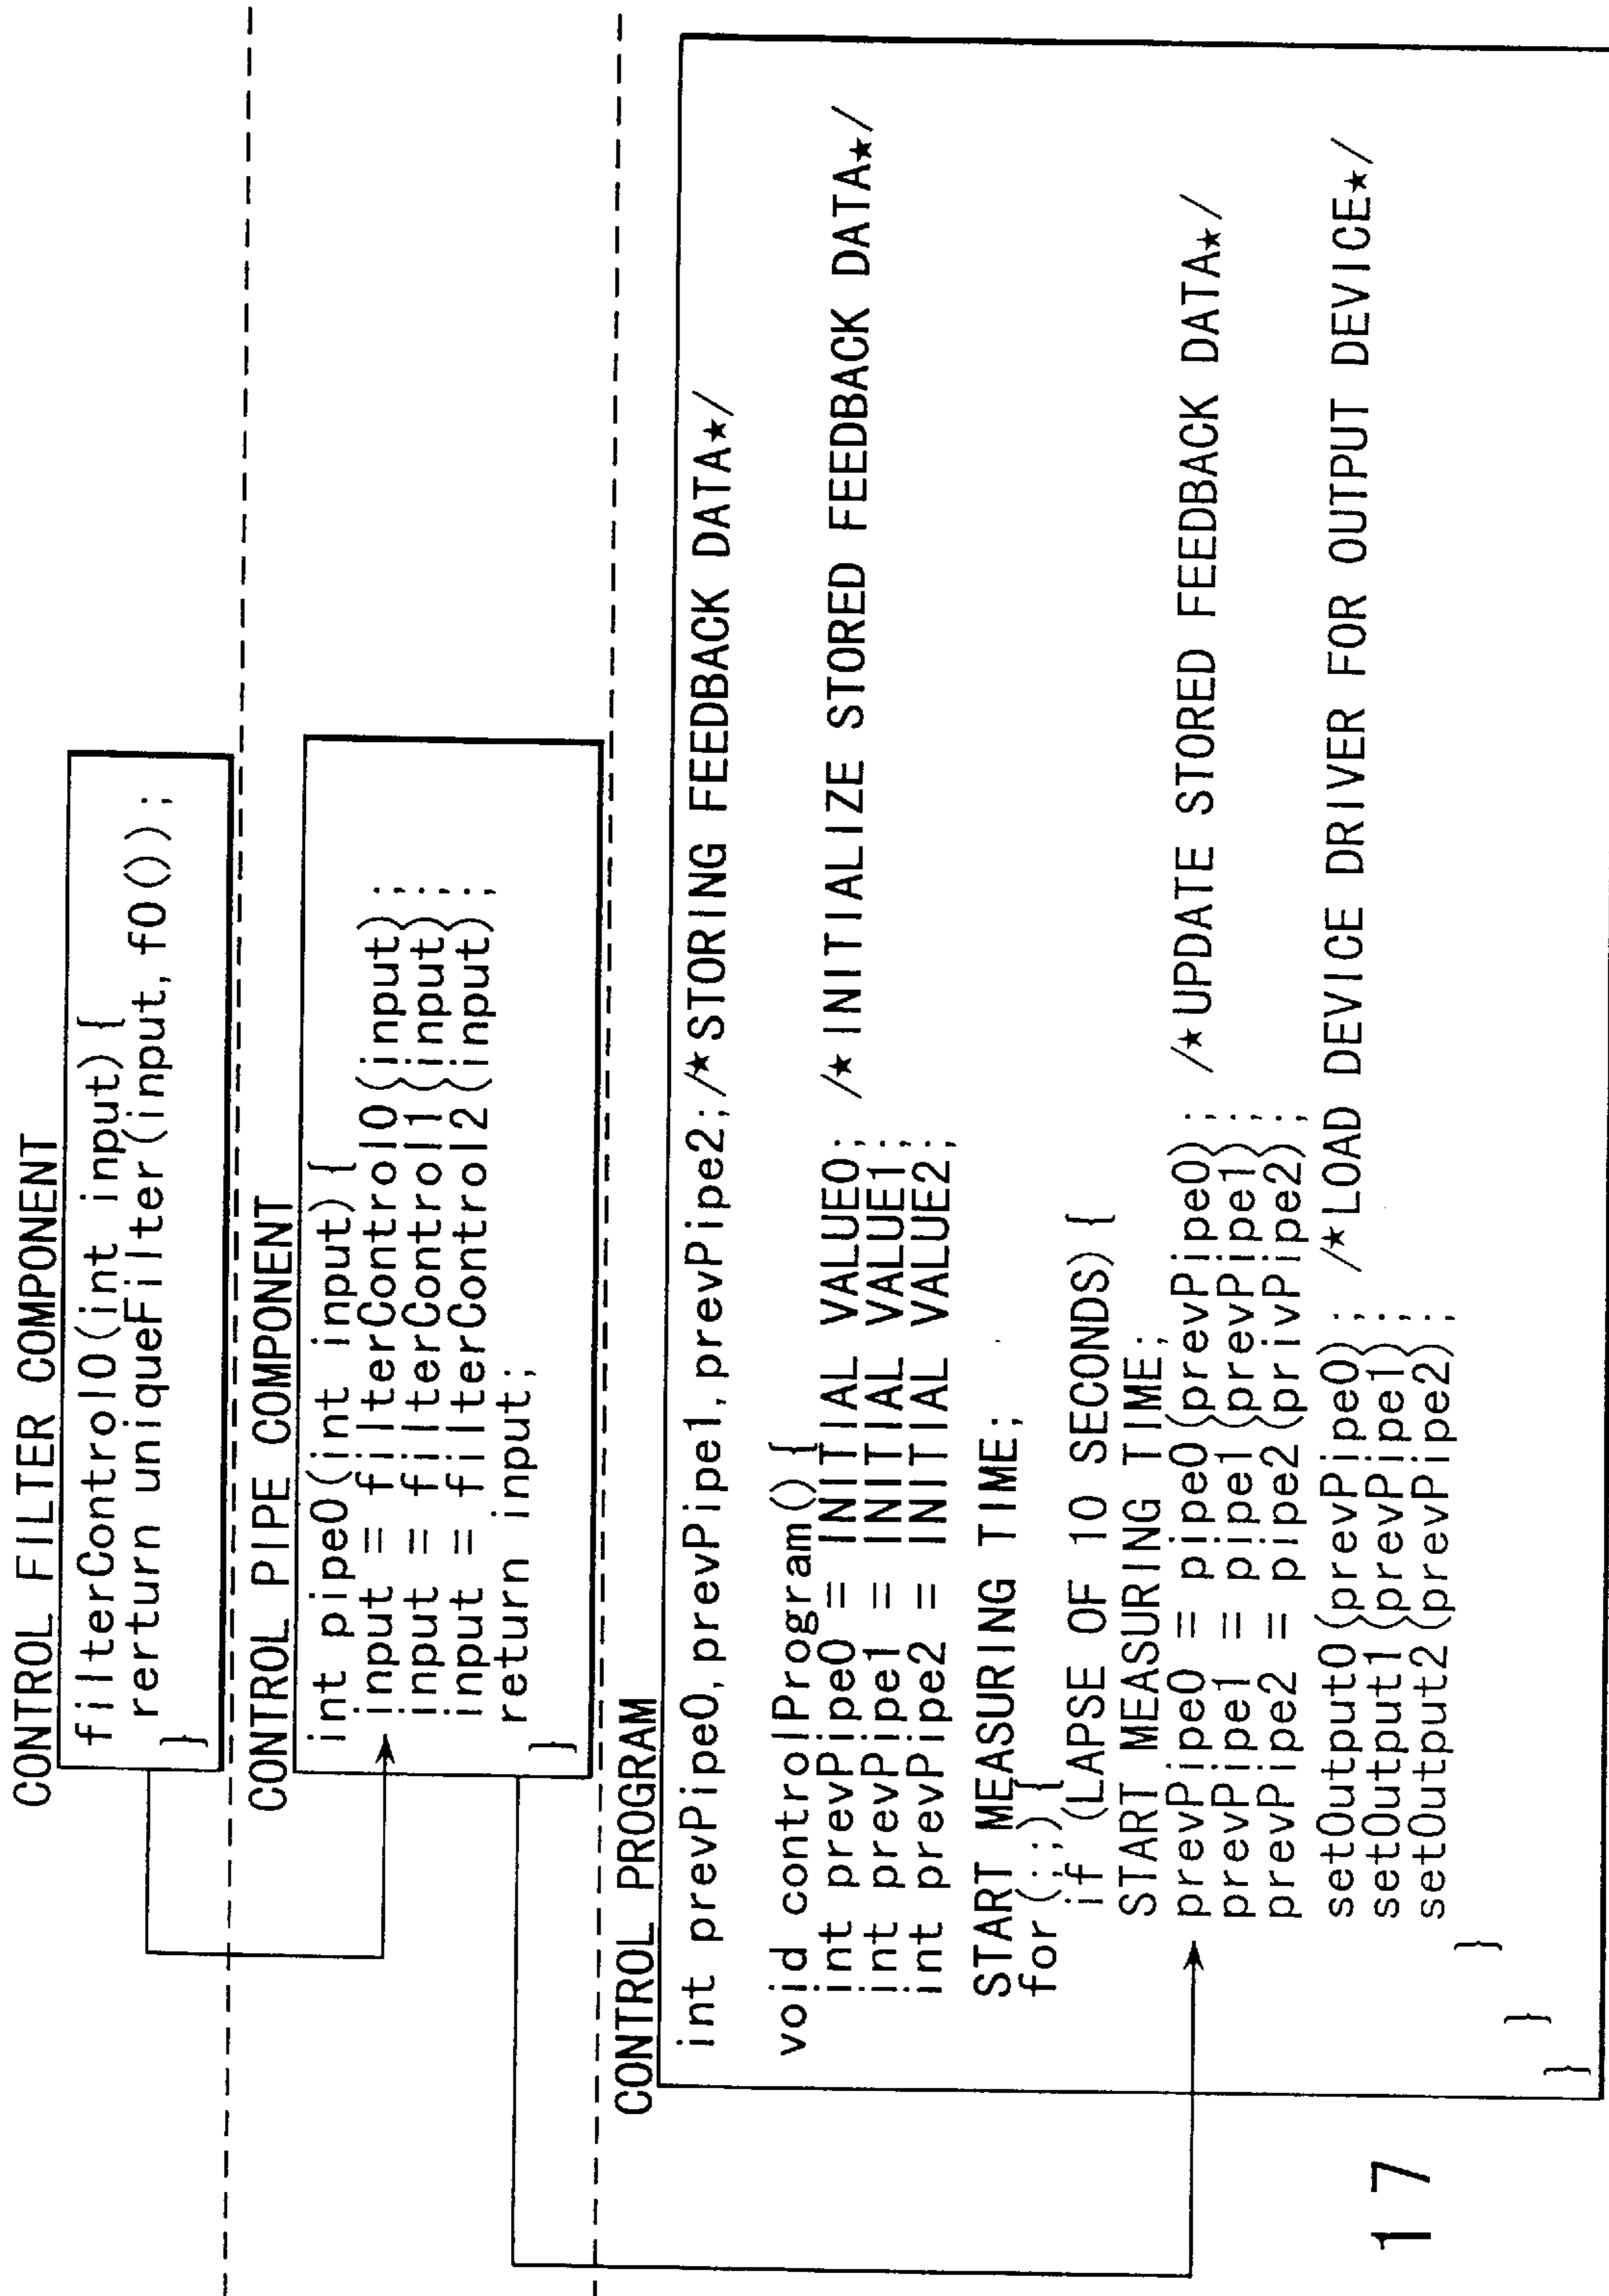 CONTROL FILTER COMPONENT
filterControl0(int input) {
rerturn uniqueFilter(input, f0());
}
CONTROL PIPE COMPONENT
int pipe0(int input) {
input = filterControl0(input);
input = filterControl1(input);
input = filterControl2(input);
return input;
}
CONTROL PROGRAM
int prevPipe0, prevPipe1, prevPipe2;/*STORING FEEDBACK DATA*/
void controlProgram() {
int prevPipe0 = INITIAL VALUE0; /*INITIALIZE STORED FEEDBACK DATA*/
int prevPipe1 = INITIAL VALUE1;
int prevPipe2 = INITIAL VALUE2;
START MEASURING TIME;
for(;;) {
if (LAPSE OF 10 SECONDS) {
START MEASURING TIME;
prevPipe0 = pipe0(prevPipe0); /*UPDATE STORED FEEDBACK DATA*/
prevPipe1 = pipe1(prevPipe1);
prevPipe2 = pipe2(privPipe2);
setOutput0(prevPipe0); /*LOAD DEVICE DRIVER FOR OUTPUT DEVICE*/
setOutput1(prevPipe1);
setOutput2(prevPipe2);
}
}
}
17